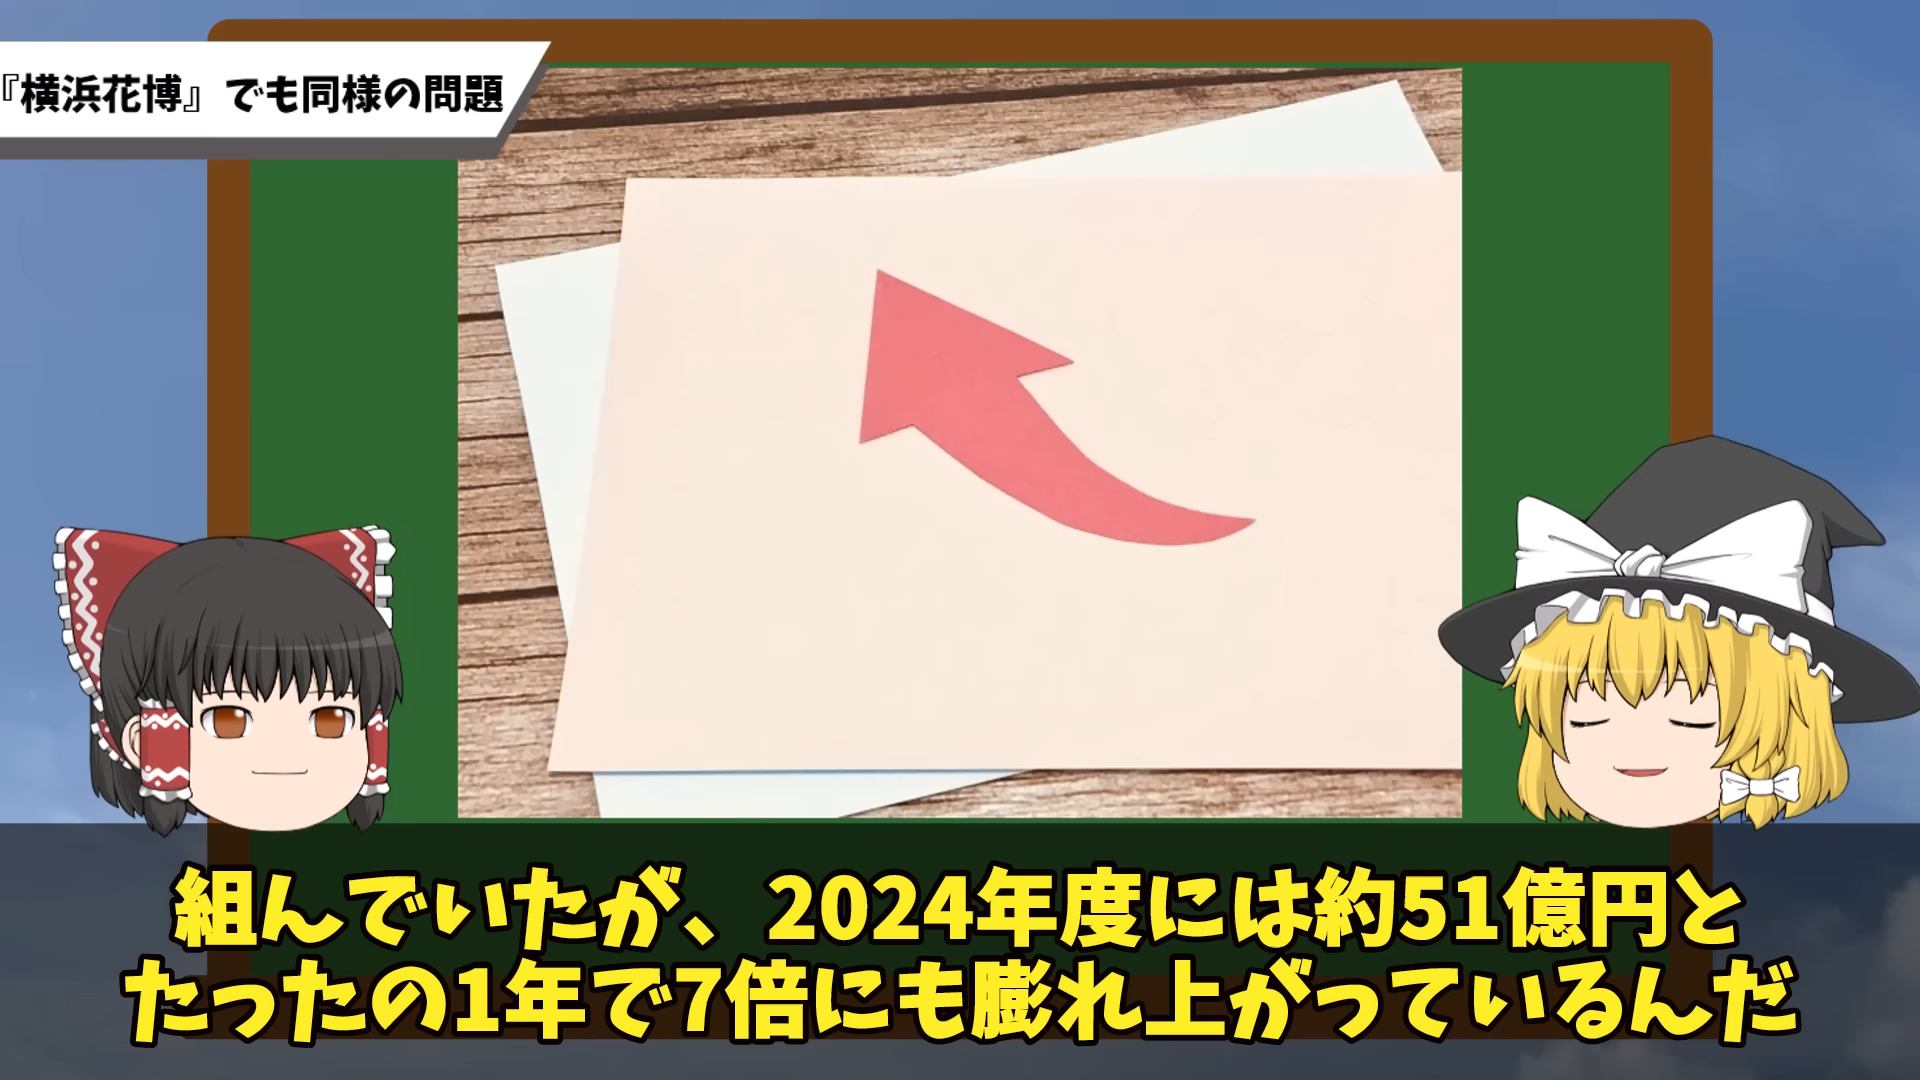 『横浜花博』でも同様の問題
組んでいたが、2024年度には約51億円と
たったの1年で7倍にも膨れ上がっているんだ